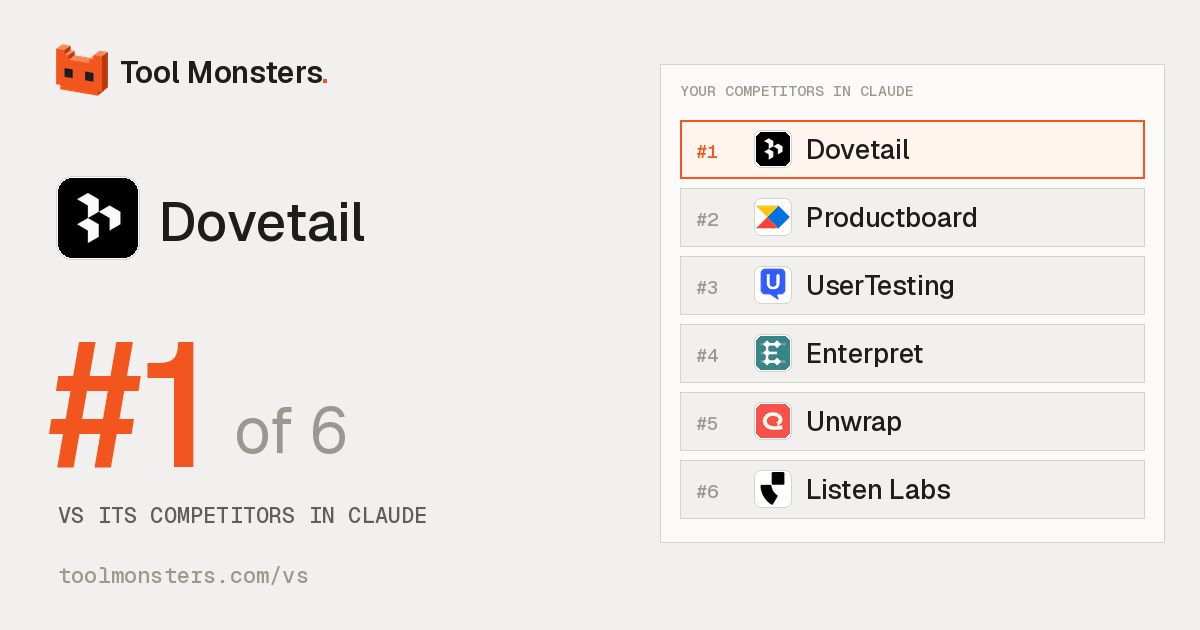 Tool Monsters.
Dovetail
#1 of 6
VS ITS COMPETITORS IN CLAUDE
toolmonsters.com/vs
YOUR COMPETITORS IN CLAUDE
#1 Dovetail
#2 Productboard
#3 UserTesting
#4 Enterpret
#5 Unwrap
#6 Listen Labs